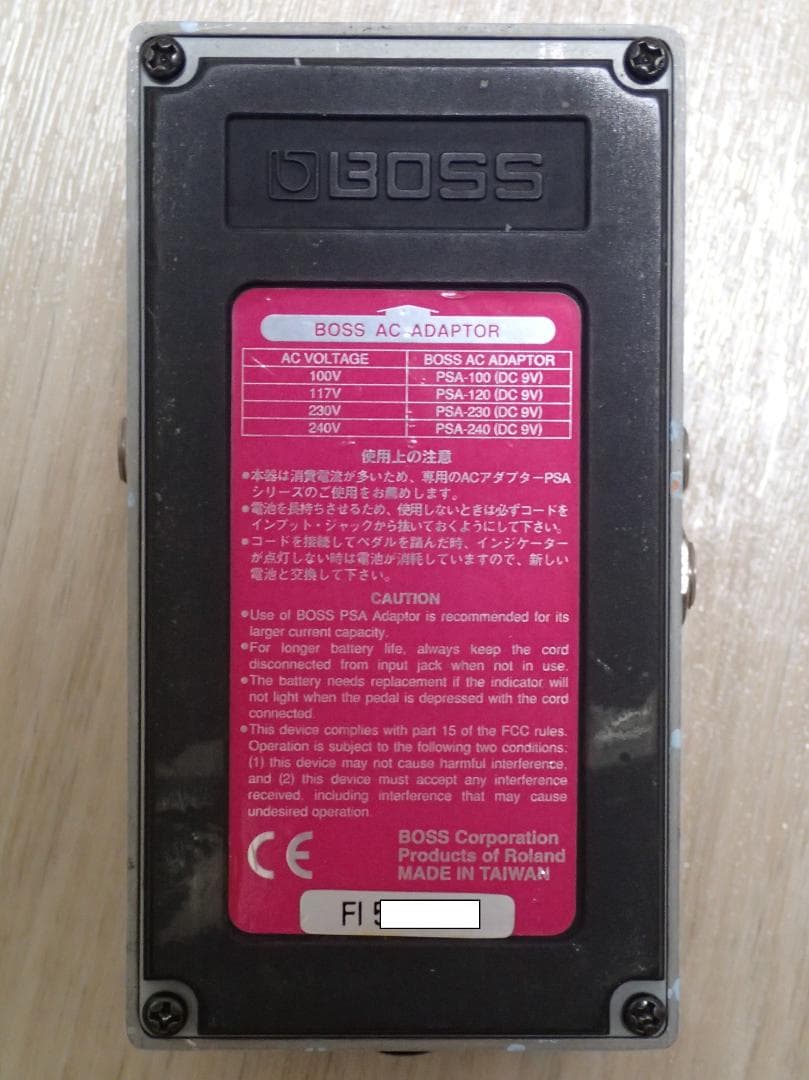 BOSS
BOSS AC ADAPTOR
AC VOLTAGE BOSS AC ADAPTOR
100V PSA-100 (DC 9V)
117V PSA-120 (DC 9V)
230V PSA-230 (DC 9V)
240V PSA-240 (DC 9V)
使用上の注意
●本器は消費電流が多いため、専用のACアダプターPSA
シリーズのご使用をお薦めします。
●電池を長持ちさせるため、使用しないときは必ずコードを
インプット・ジャックから抜いておくようにして下さい。
●コードを接続してペダルを踏んだ時、インジケーター
が点灯しない時は電池が消耗していますので、新しい
電池と交換して下さい。
CAUTION
●Use of BOSS PSA Adaptor is recommended for its
larger current capacity.
●For longer battery life, always keep the cord
disconnected from input jack when not in use.
●The battery needs replacement if the indicator will
not light when the pedal is depressed with the cord
connected.
●This device complies with part 15 of the FCC rules.
Operation is subject to the following two conditions:
(1) this device may not cause harmful interference,
and (2) this device must accept any interference
received, including interference that may cause
undesired operation.
CE
BOSS Corporation
Products of Roland
MADE IN TAIWAN
FI 5